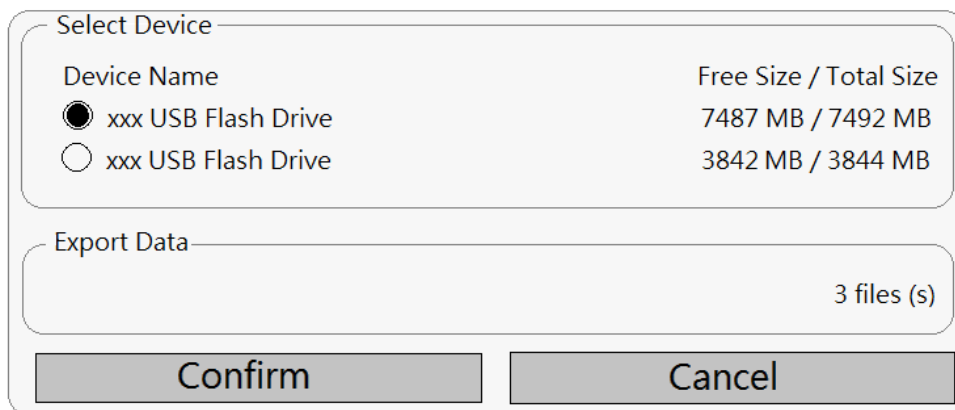 Select Device
Device Name Free Size / Total Size
xxx USB Flash Drive 7487 MB / 7492 MB
xxx USB Flash Drive 3842 MB / 3844 MB
Export Data
3 files (s)
Confirm Cancel